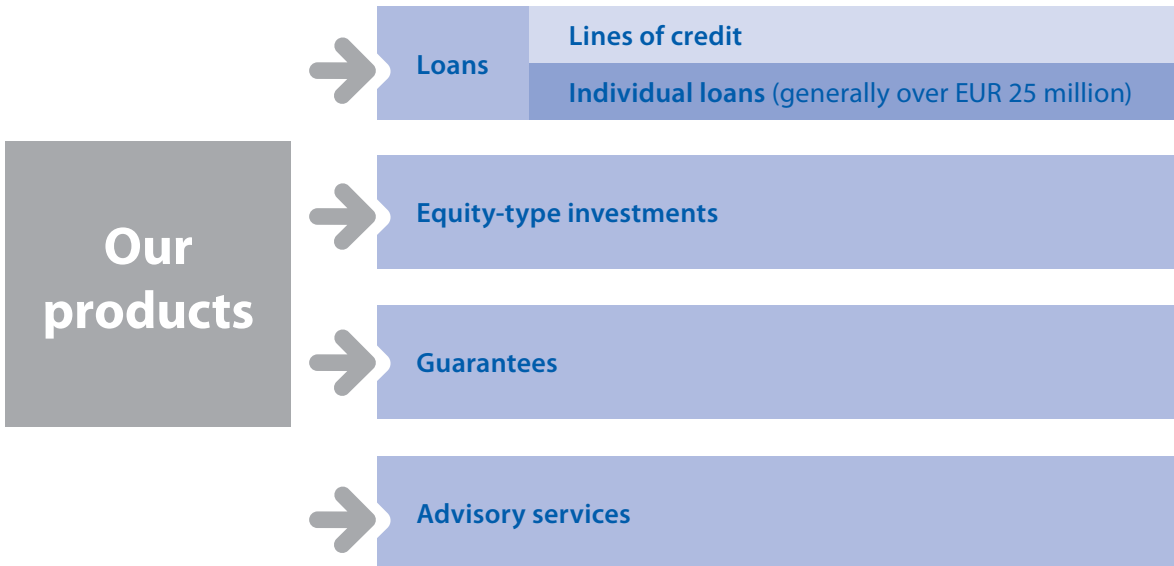 Our
products
Loans
Lines of credit
Individual loans (generally over EUR 25 million)
Equity-type investments
Guarantees
Advisory services